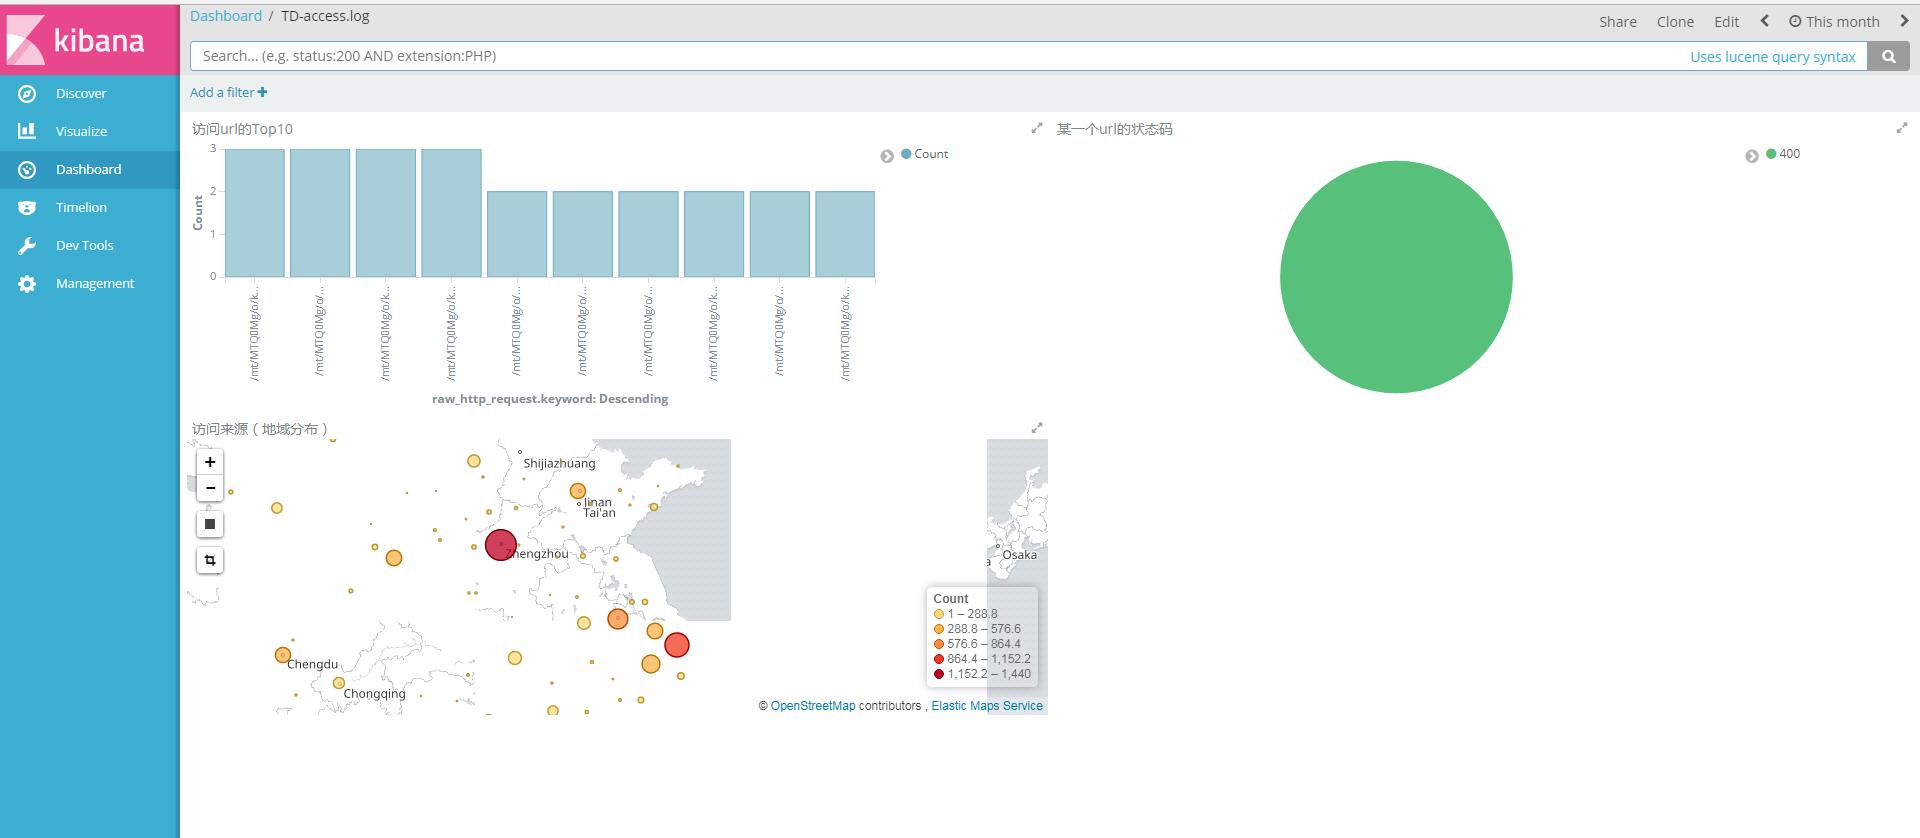 kibana
Discover
Visualize
Dashboard
Timelion
Dev Tools
Management
Dashboard / TD-access.log
Share Clone Edit This month
Search... (e.g. status:200 AND extension:PHP)
Uses lucene query syntax
Add a filter
访问url的Top10
3
2
1
0
Count
Count
/mt/MTQ0Mg/o/k...
/mt/MTQ0Mg/o/...
/mt/MTQ0Mg/o/k...
/mt/MTQ0Mg/o/k...
/mt/MTQ0Mg/o/...
/mt/MTQ0Mg/o/...
/mt/MTQ0Mg/o/...
/mt/MTQ0Mg/o/k...
/mt/MTQ0Mg/o/...
/mt/MTQ0Mg/o/k...
raw_http_request.keyword: Descending
某一个url的状态码
400
访问来源（地域分布）
+
−
Shijiazhuang
Jinan
Tai'an
Zhengzhou
Chengdu
Chongqing
a
Osaka
Count
1 – 288.8
288.8 – 576.6
576.6 – 864.4
864.4 – 1,152.2
1,152.2 – 1,440
© OpenStreetMap contributors , Elastic Maps Service